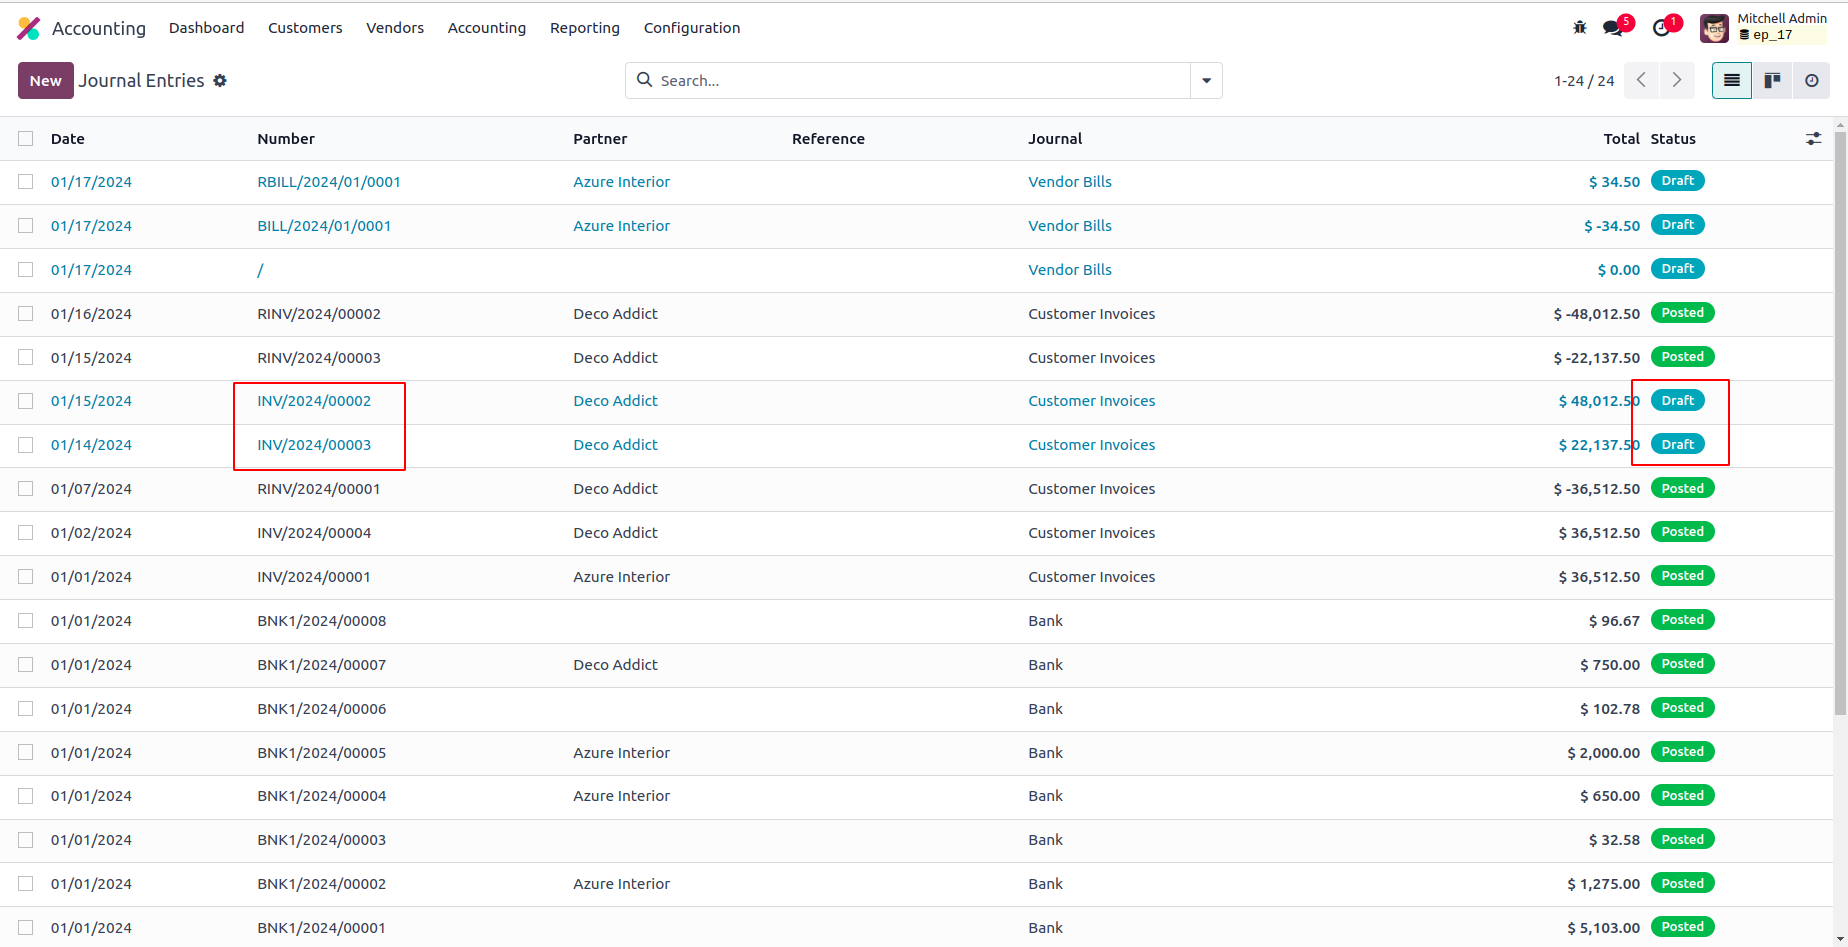 Accounting Dashboard Customers Vendors Accounting Reporting Configuration 5 1 Mitchell Admin
ep_17
New Journal Entries Search... 1-24 / 24
Date Number Partner Reference Journal Total Status
01/17/2024 RBILL/2024/01/0001 Azure Interior Vendor Bills $ 34.50 Draft
01/17/2024 BILL/2024/01/0001 Azure Interior Vendor Bills $ -34.50 Draft
01/17/2024 / Vendor Bills $ 0.00 Draft
01/16/2024 RINV/2024/00002 Deco Addict Customer Invoices $ -48,012.50 Posted
01/15/2024 RINV/2024/00003 Deco Addict Customer Invoices $ -22,137.50 Posted
01/15/2024 INV/2024/00002 Deco Addict Customer Invoices $ 48,012.50 Draft
01/14/2024 INV/2024/00003 Deco Addict Customer Invoices $ 22,137.50 Draft
01/07/2024 RINV/2024/00001 Deco Addict Customer Invoices $ -36,512.50 Posted
01/02/2024 INV/2024/00004 Deco Addict Customer Invoices $ 36,512.50 Posted
01/01/2024 INV/2024/00001 Azure Interior Customer Invoices $ 36,512.50 Posted
01/01/2024 BNK1/2024/00008 Bank $ 96.67 Posted
01/01/2024 BNK1/2024/00007 Deco Addict Bank $ 750.00 Posted
01/01/2024 BNK1/2024/00006 Bank $ 102.78 Posted
01/01/2024 BNK1/2024/00005 Azure Interior Bank $ 2,000.00 Posted
01/01/2024 BNK1/2024/00004 Azure Interior Bank $ 650.00 Posted
01/01/2024 BNK1/2024/00003 Bank $ 32.58 Posted
01/01/2024 BNK1/2024/00002 Azure Interior Bank $ 1,275.00 Posted
01/01/2024 BNK1/2024/00001 Bank $ 5,103.00 Posted